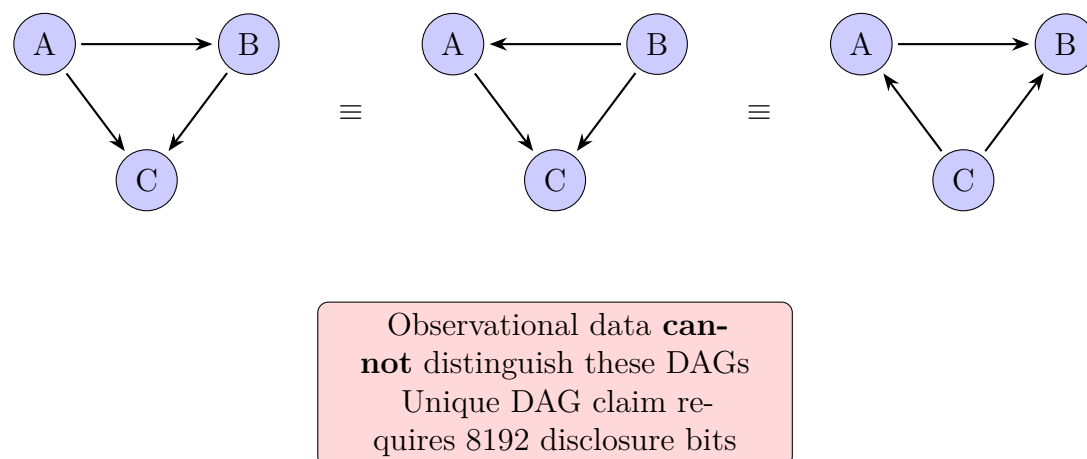 A B A B A B
≡ ≡
C C C
Observational data can-
not distinguish these DAGs
Unique DAG claim re-
quires 8192 disclosure bits